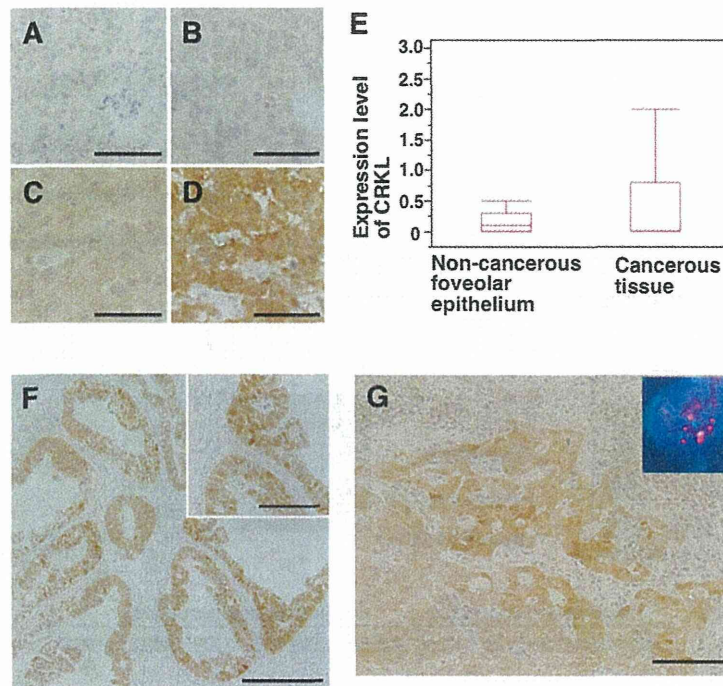 A
B
C
D
E
Expression level
of CRKL
3.0
2.5
2.0
1.5
1.0
0.5
0
Non-cancerous
foveolar
epithelium
Cancerous
tissue
F
G